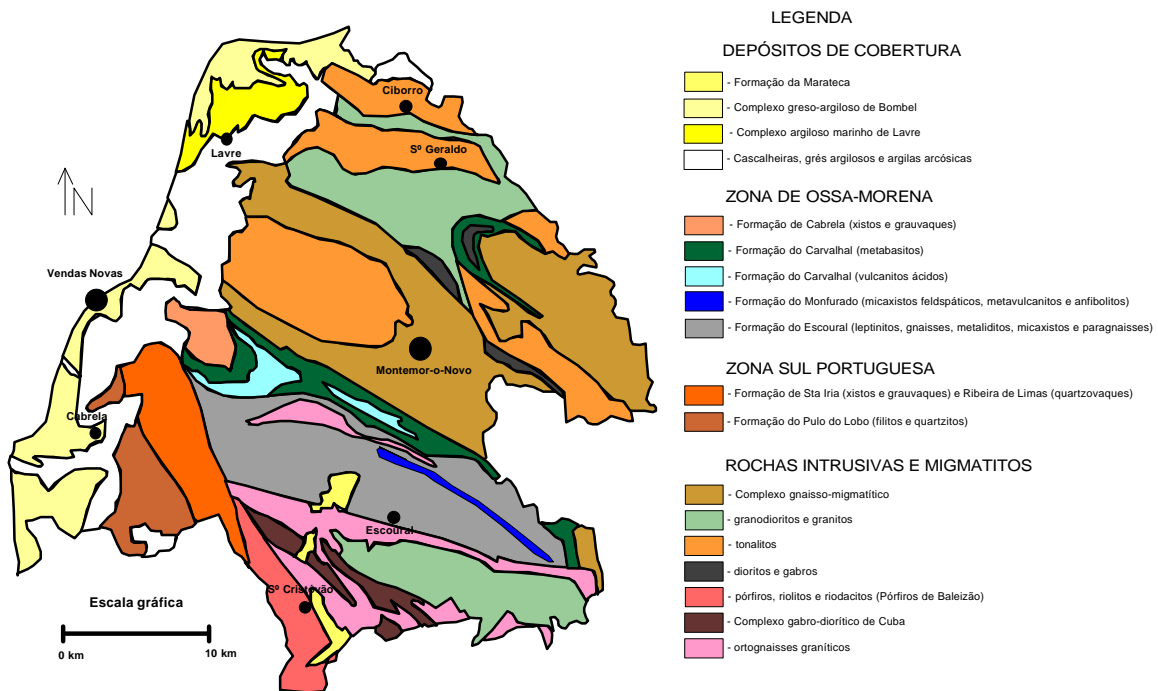 LEGENDA
DEPÓSITOS DE COBERTURA
- Formação da Marateca
- Complexo greso-argiloso de Bombel
- Complexo argiloso marinho de Lavre
- Cascalheiras, grés argilosos e argilas arcósicas
ZONA DE OSSA-MORENA
- Formação de Cabrela (xistos e grauvaques)
- Formação do Carvalhal (metabasitos)
- Formação do Carvalhal (vulcanitos ácidos)
- Formação do Monfurado (micaxistos feldspáticos, metavulcanitos e anfibolitos)
- Formação do Escoural (leptinitos, gnaisses, metaliditos, micaxistos e paragnaisses)
ZONA SUL PORTUGUESA
- Formação de Sta Iria (xistos e grauvaques) e Ribeira de Limas (quartzovaques)
- Formação do Pulo do Lobo (filitos e quartzitos)
ROCHAS INTRUSIVAS E MIGMATITOS
- Complexo gnaisso-migmatítico
- granodioritos e granitos
- tonalitos
- dioritos e gabros
- pórfiros, riolitos e riodacitos (Pórfiros de Baleizão)
- Complexo gabro-diorítico de Cuba
- ortognaisses graníticos
Ciborro
Lavre
Sº Geraldo
N
Vendas Novas
Montemor-o-Novo
Cabrela
Escoural
Sº Cristóvão
Escala gráfica
0 km
10 km